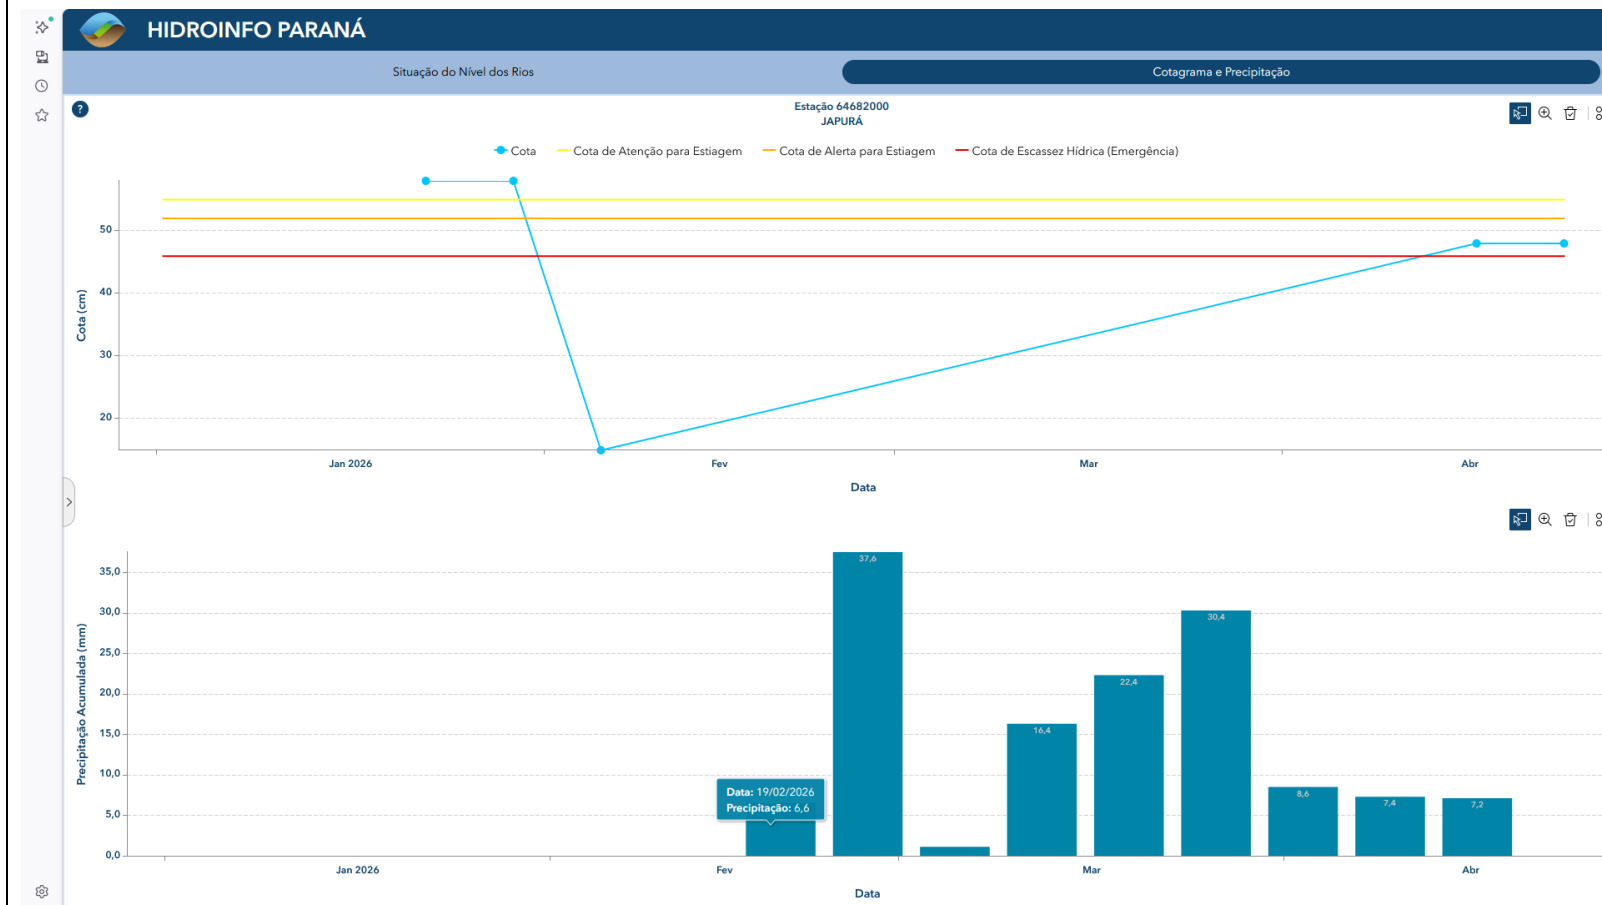 HIDROINFO PARANÁ
Situação do Nível dos Rios
Cotagrama e Precipitação
?
Estação 64682000
JAPURÁ
Cota
Cota de Atenção para Estiagem
Cota de Alerta para Estiagem
Cota de Escassez Hídrica (Emergência)
Cota (cm)
50
40
30
20
Jan 2026
Fev
Mar
Abr
Data
Precipitação Acumulada (mm)
35,0
30,0
25,0
20,0
15,0
10,0
5,0
0,0
37,6
30,4
22,4
16,4
8,6
7,4
7,2
Data: 19/02/2026
Precipitação: 6,6
Jan 2026
Fev
Mar
Abr
Data